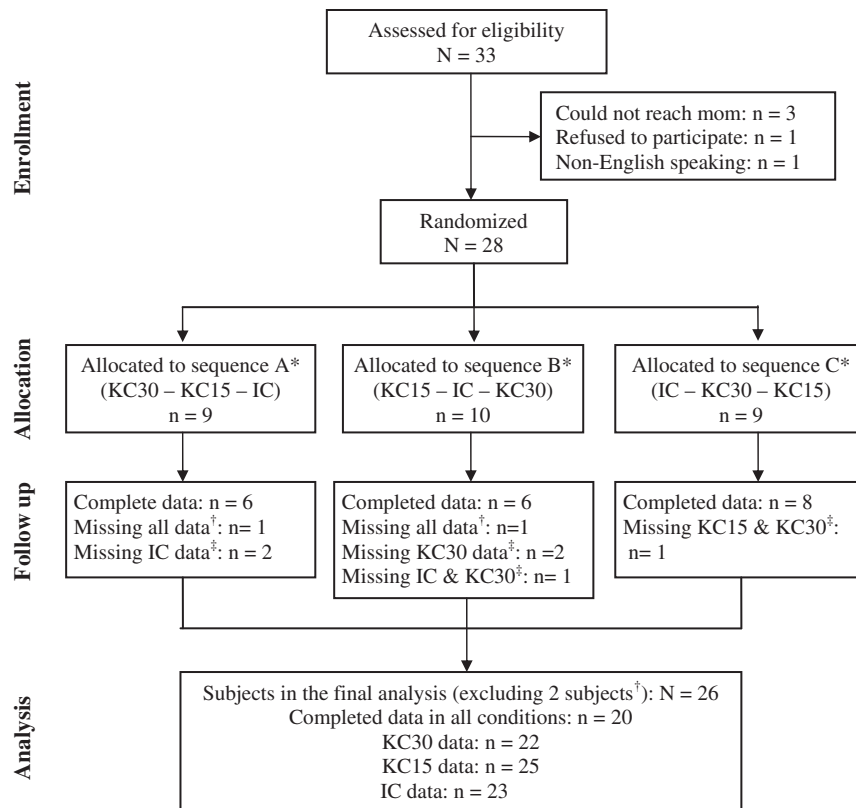 Assessed for eligibility
N = 33
Enrollment
Could not reach mom: n = 3
Refused to participate: n = 1
Non-English speaking: n = 1
Randomized
N = 28
Allocation
Allocated to sequence A*
(KC30 – KC15 – IC)
n = 9
Allocated to sequence B*
(KC15 – IC – KC30)
n = 10
Allocated to sequence C*
(IC – KC30 – KC15)
n = 9
Follow up
Complete data: n = 6
Missing all data†: n= 1
Missing IC data‡: n = 2
Completed data: n = 6
Missing all data†: n=1
Missing KC30 data‡: n =2
Missing IC & KC30‡: n= 1
Completed data: n = 8
Missing KC15 & KC30‡:
n= 1
Analysis
Subjects in the final analysis (excluding 2 subjects†): N = 26
Completed data in all conditions: n = 20
KC30 data: n = 22
KC15 data: n = 25
IC data: n = 23